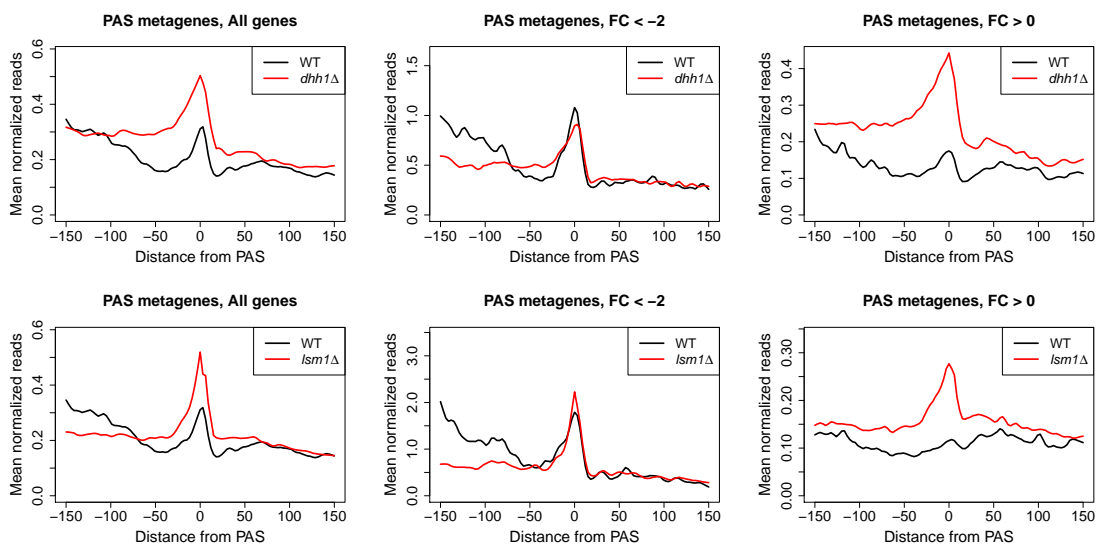 PAS metagenes, All genes
Mean normalized reads
0.0 0.2 0.4 0.6
WT
dhh1Δ
−150 −100 −50 0 50 100 150
Distance from PAS
PAS metagenes, FC < −2
Mean normalized reads
0.0 0.5 1.0 1.5
WT
dhh1Δ
−150 −100 −50 0 50 100 150
Distance from PAS
PAS metagenes, FC > 0
Mean normalized reads
0.0 0.1 0.2 0.3 0.4
WT
dhh1Δ
−150 −100 −50 0 50 100 150
Distance from PAS
PAS metagenes, All genes
Mean normalized reads
0.0 0.2 0.4 0.6
WT
lsm1Δ
−150 −100 −50 0 50 100 150
Distance from PAS
PAS metagenes, FC < −2
Mean normalized reads
0.0 1.0 2.0 3.0
WT
lsm1Δ
−150 −100 −50 0 50 100 150
Distance from PAS
PAS metagenes, FC > 0
Mean normalized reads
0.00 0.10 0.20 0.30
WT
lsm1Δ
−150 −100 −50 0 50 100 150
Distance from PAS